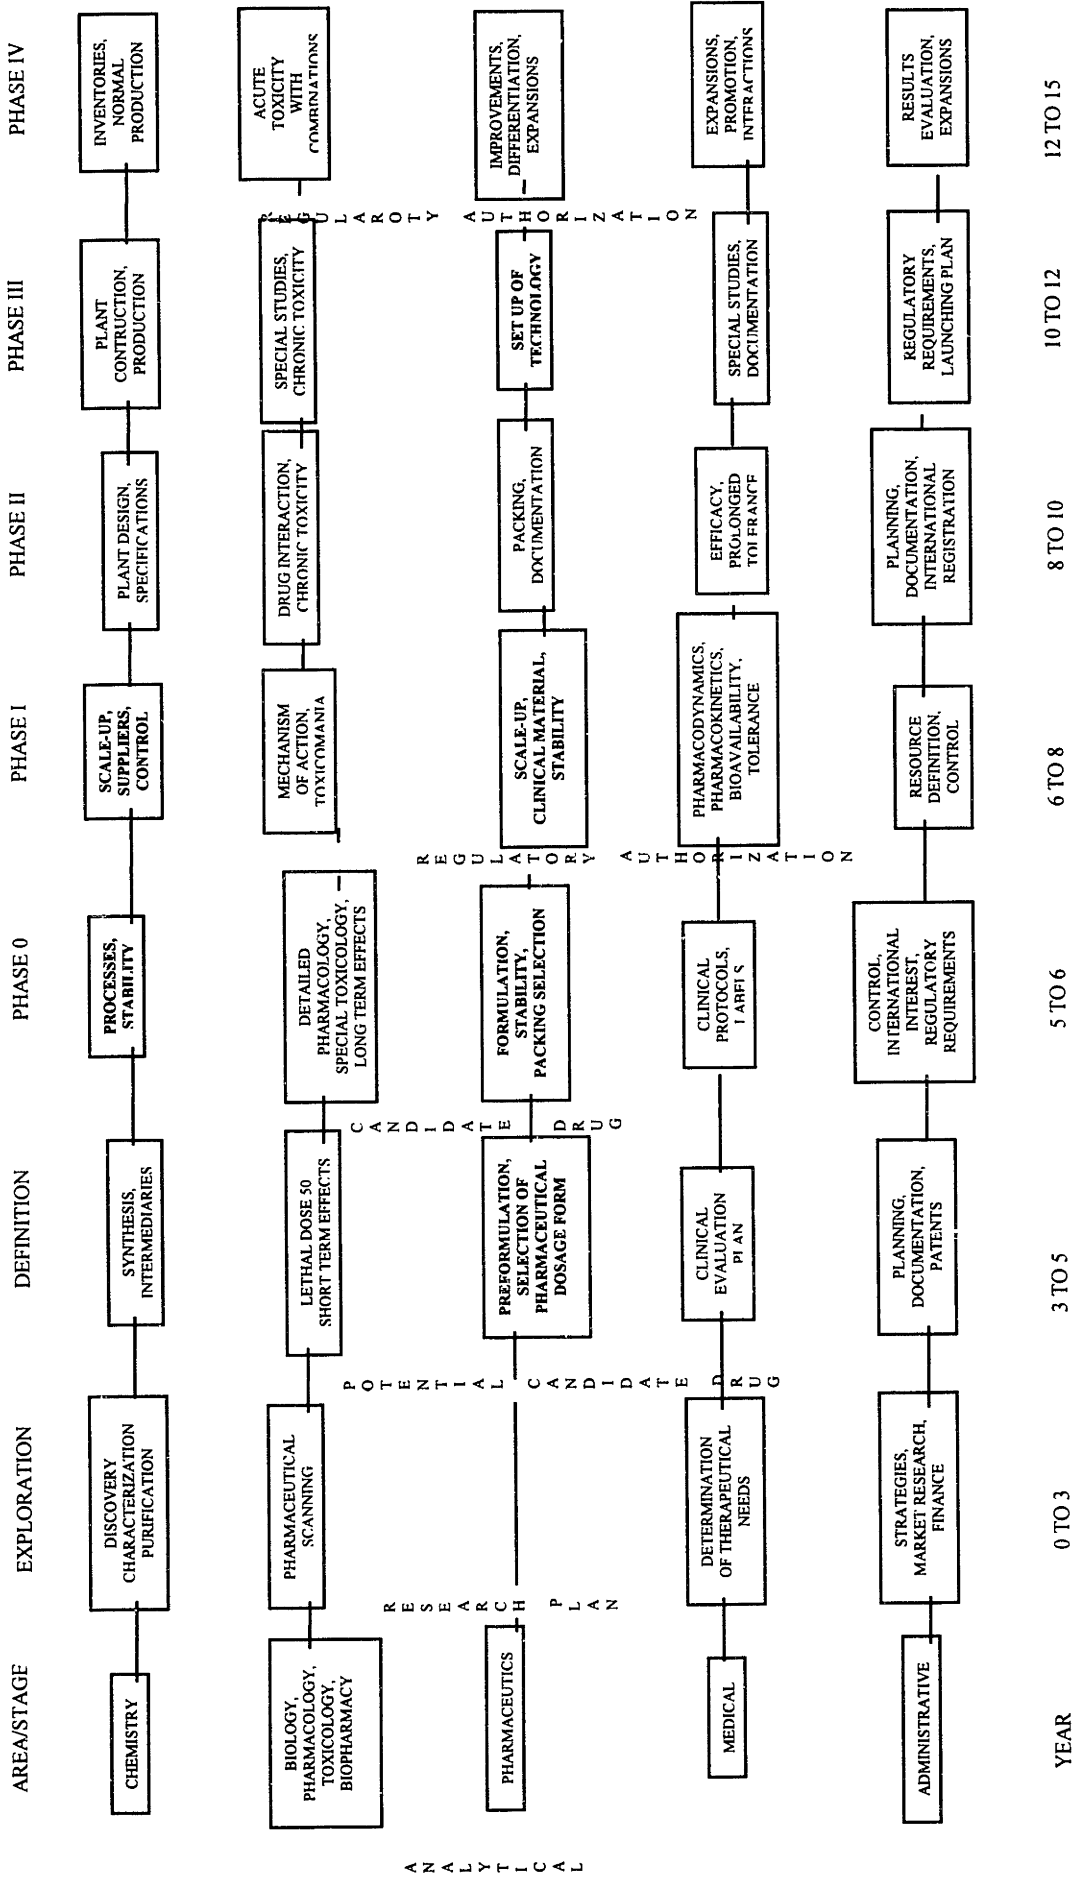 AREA/STAGE
EXPLORATION
DEFINITION
PHASE 0
PHASE I
PHASE II
PHASE III
PHASE IV
CHEMISTRY
DISCOVERY
CHARACTERIZATION
PURIFICATION
SYNTHESIS,
INTERMEDIARIES
PROCESSES,
STABILITY
SCALE-UP,
SUPPLIERS,
CONTROL
PLANT DESIGN,
SPECIFICATIONS
PLANT
CONTRUCTION,
PRODUCTION
INVENTORIES,
NORMAL
PRODUCTION
BIOLOGY,
PHARMACOLOGY,
TOXICOLOGY,
BIOPHARMACY
PHARMACEUTICAL
SCANNING
LETHAL DOSE 50
SHORT TERM EFFECTS
DETAILED
PHARMACOLOGY,
SPECIAL TOXICOLOGY,
LONG TERM EFFECTS
MECHANISM
OF ACTION,
TOXICOMANIA
DRUG INTERACTION,
CHRONIC TOXICITY
SPECIAL STUDIES,
CHRONIC TOXICITY
ACUTE
TOXICITY
WITH
COMBINATIONS
ANALYTICAL
RESEARCH PLAN
POTENTIAL CANDIDATE DRUG
CANDIDATE DRUG
REGULATORY AUTHORIZATION
REGULAROTY AUTHORIZATION
PHARMACEUTICS
PREFORMULATION,
SELECTION OF
PHARMACEUTICAL
DOSAGE FORM
FORMULATION,
STABILITY,
PACKING SELECTION
SCALE-UP,
CLINICAL MATERIAL,
STABILITY
PACKING,
DOCUMENTATION
SET UP OF
TECHNOLOGY
IMPROVEMENTS,
DIFFERENTIATION,
EXPANSIONS
MEDICAL
DETERMINATION
OF THERAPEUTICAL
NEEDS
CLINICAL
EVALUATION
PLAN
CLINICAL
PROTOCOLS,
LABELS
PHARMACODYNAMICS,
PHARMACOKINETICS,
BIOAVAILABILITY,
TOLERANCE
EFFICACY,
PROLONGED
TOLERANCE
SPECIAL STUDIES,
DOCUMENTATION
EXPANSIONS,
PROMOTION,
INTERACTIONS
ADMINISTRATIVE
STRATEGIES,
MARKET RESEARCH,
FINANCE
PLANNING,
DOCUMENTATION,
PATENTS
CONTROL,
INTERNATIONAL
INTEREST,
REGULATORY
REQUIREMENTS
RESOURCE
DEFINITION,
CONTROL
PLANNING,
DOCUMENTATION,
INTERNATIONAL
REGISTRATION
REGULATORY
REQUIREMENTS,
LAUNCHING PLAN
RESULTS
EVALUATION,
EXPANSIONS
YEAR
0 TO 3
3 TO 5
5 TO 6
6 TO 8
8 TO 10
10 TO 12
12 TO 15